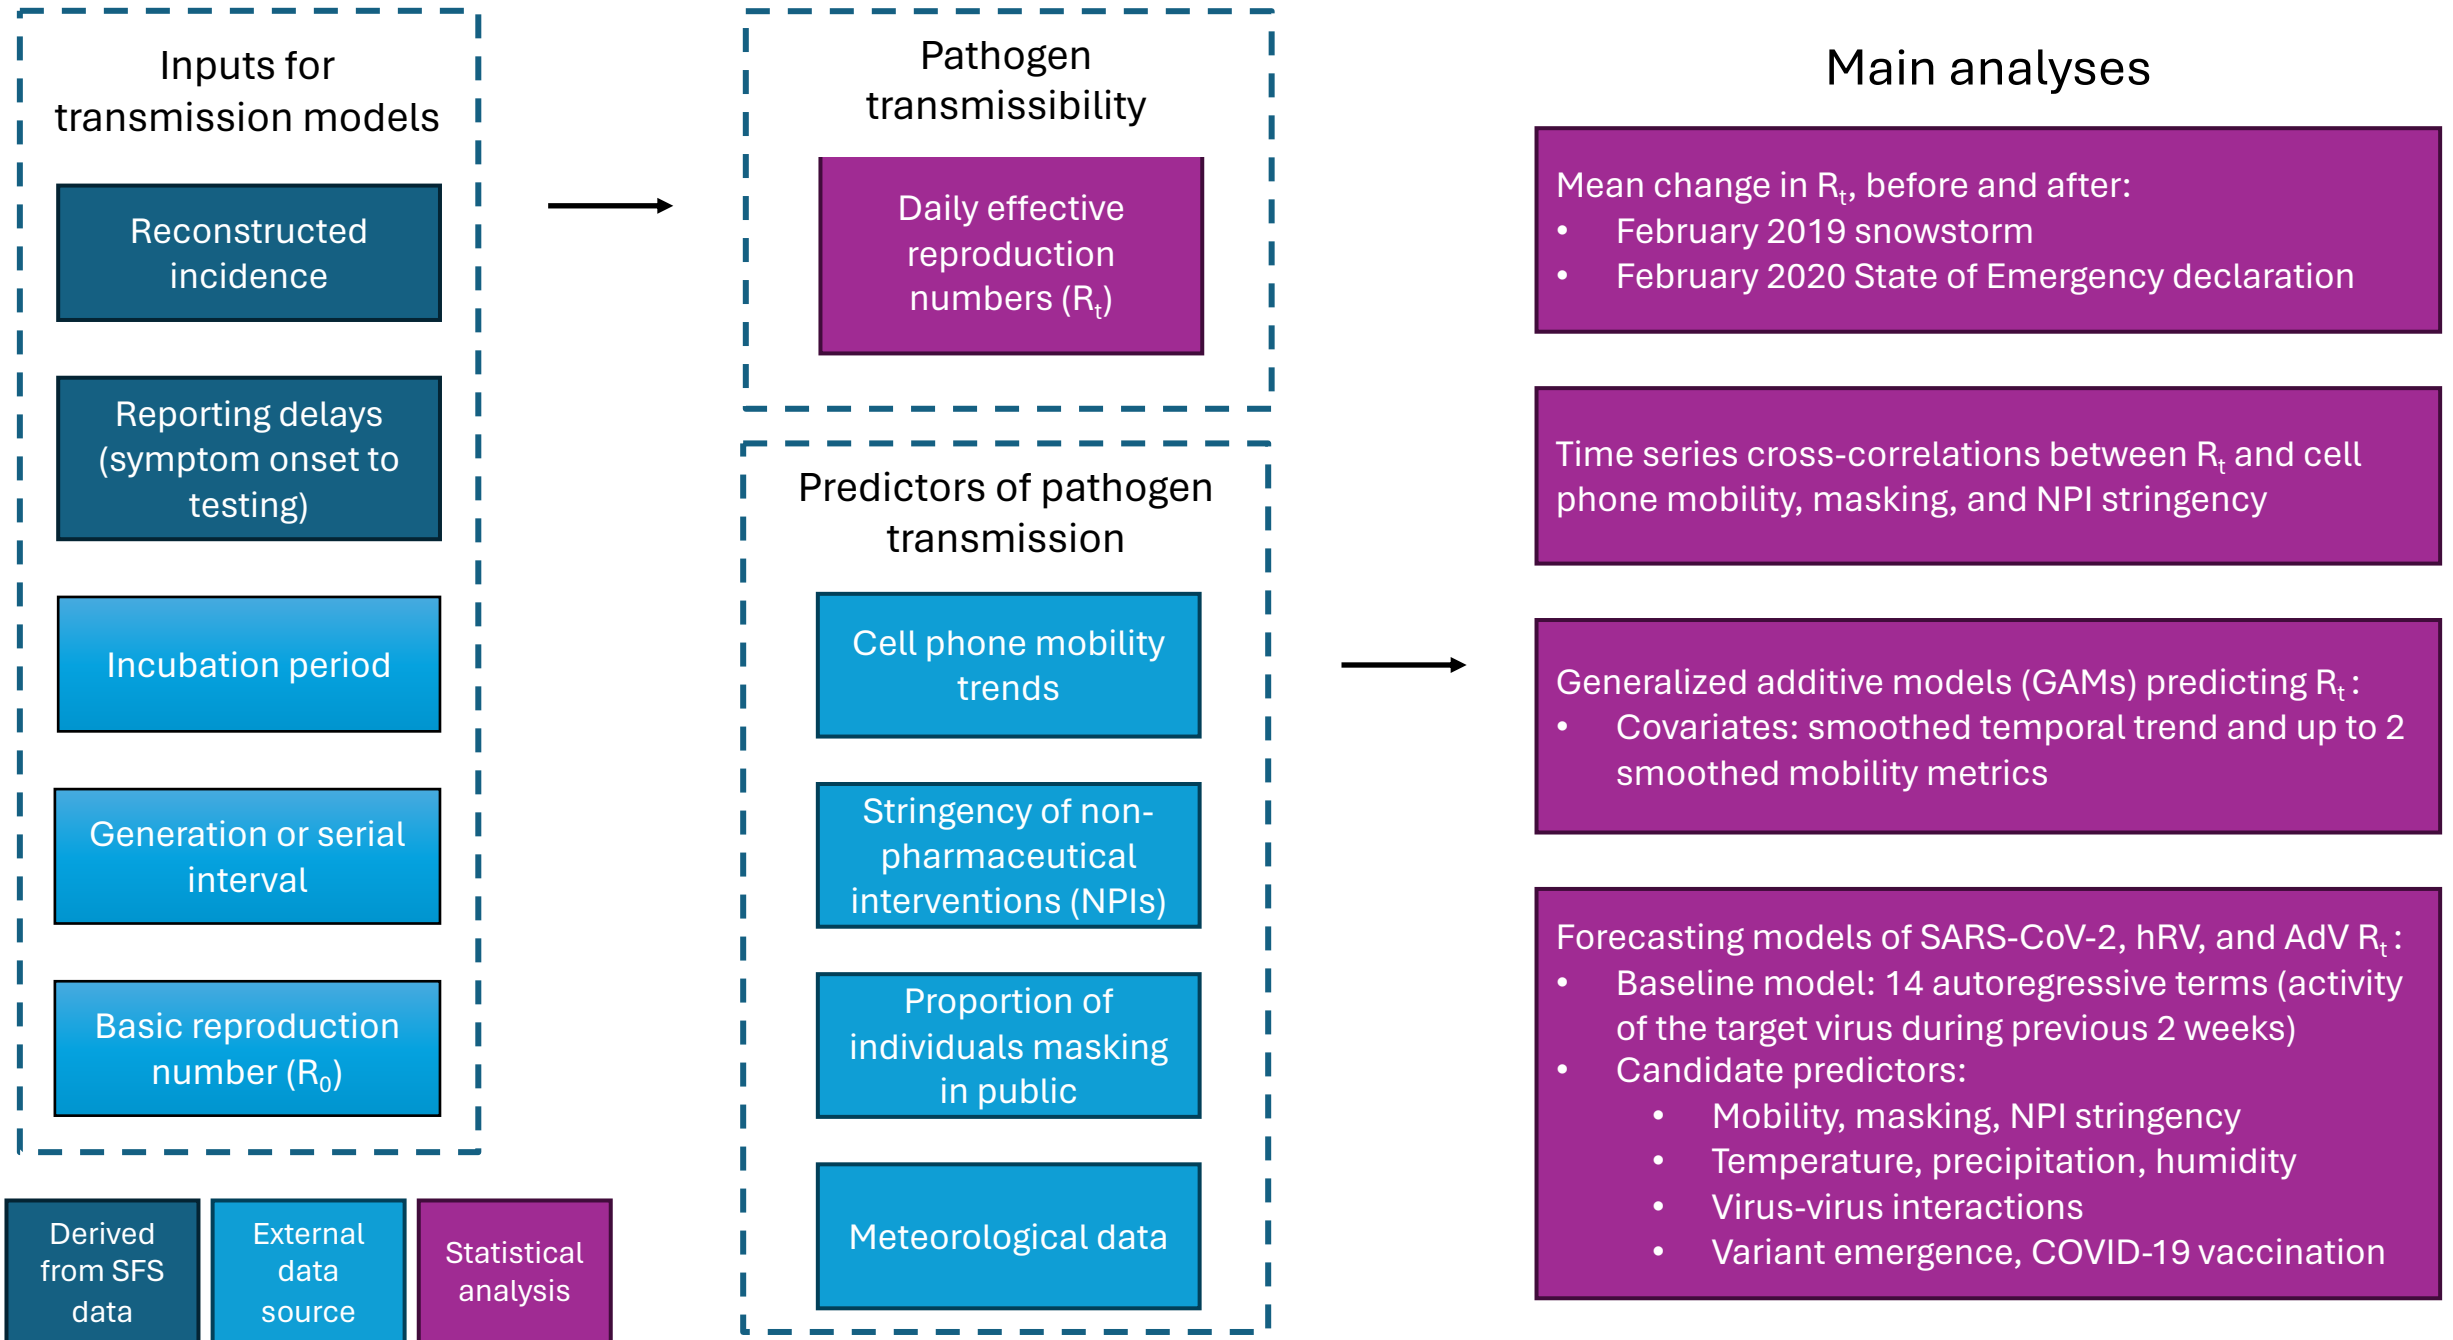 Inputs for
transmission models
Reconstructed
incidence
Reporting delays
(symptom onset to
testing)
Incubation period
Generation or serial
interval
Basic reproduction
number (R₀)
Derived
from SFS
data
External
data
source
Statistical
analysis
Pathogen
transmissibility
Daily effective
reproduction
numbers (Rₜ)
Predictors of pathogen
transmission
Cell phone mobility
trends
Stringency of non-
pharmaceutical
interventions (NPIs)
Proportion of
individuals masking
in public
Meteorological data
Main analyses
Mean change in Rₜ, before and after:
• February 2019 snowstorm
• February 2020 State of Emergency declaration
Time series cross-correlations between Rₜ and cell
phone mobility, masking, and NPI stringency
Generalized additive models (GAMs) predicting Rₜ :
• Covariates: smoothed temporal trend and up to 2
smoothed mobility metrics
Forecasting models of SARS-CoV-2, hRV, and AdV Rₜ :
• Baseline model: 14 autoregressive terms (activity
of the target virus during previous 2 weeks)
• Candidate predictors:
• Mobility, masking, NPI stringency
• Temperature, precipitation, humidity
• Virus-virus interactions
• Variant emergence, COVID-19 vaccination